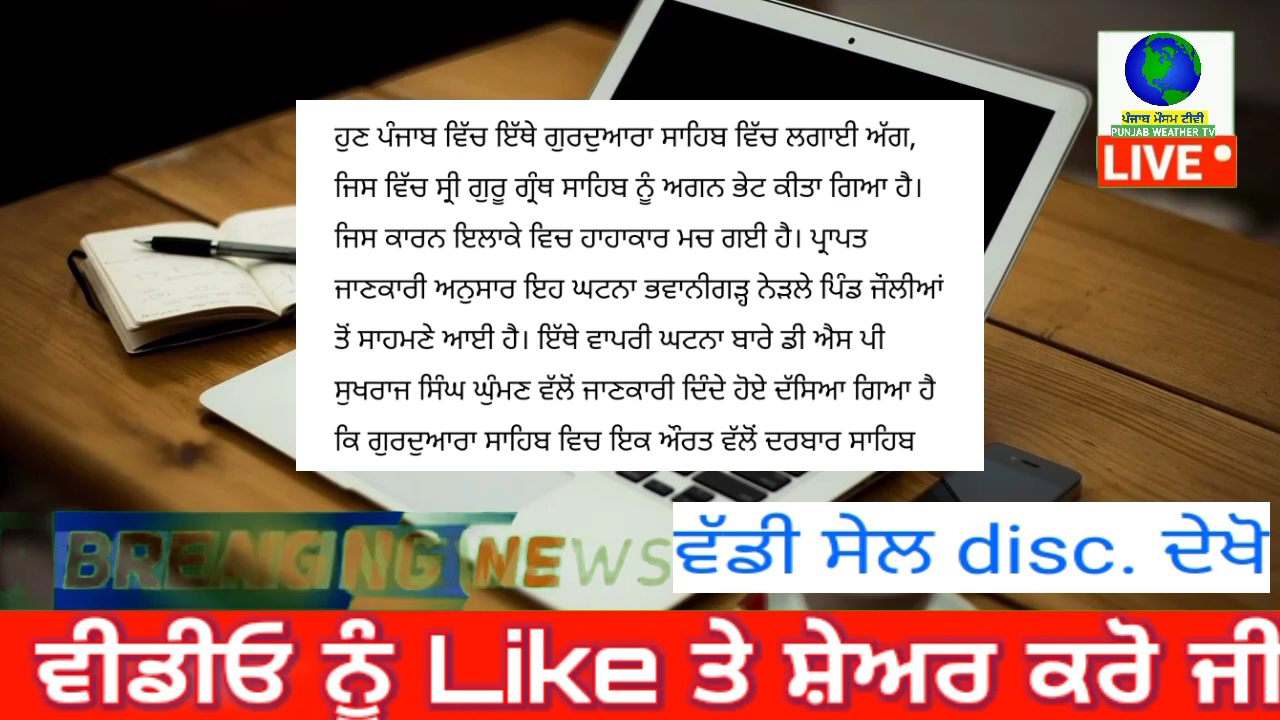 ਹੁਣ ਪੰਜਾਬ ਵਿੱਚ ਇੱਥੇ ਗੁਰਦੁਆਰਾ ਸਾਹਿਬ ਵਿੱਚ ਲਗਾਈ ਅੱਗ,
ਜਿਸ ਵਿੱਚ ਸ੍ਰੀ ਗੁਰੂ ਗ੍ਰੰਥ ਸਾਹਿਬ ਨੂੰ ਅਗਨ ਭੇਟ ਕੀਤਾ ਗਿਆ ਹੈ।
ਜਿਸ ਕਾਰਨ ਇਲਾਕੇ ਵਿਚ ਹਾਹਾਕਾਰ ਮਚ ਗਈ ਹੈ। ਪ੍ਰਾਪਤ
ਜਾਣਕਾਰੀ ਅਨੁਸਾਰ ਇਹ ਘਟਨਾ ਭਵਾਨੀਗੜ੍ਹ ਨੇੜਲੇ ਪਿੰਡ ਜੌਲੀਆਂ
ਤੋਂ ਸਾਹਮਣੇ ਆਈ ਹੈ। ਇੱਥੇ ਵਾਪਰੀ ਘਟਨਾ ਬਾਰੇ ਡੀ ਐਸ ਪੀ
ਸੁਖਰਾਜ ਸਿੰਘ ਘੁੰਮਣ ਵੱਲੋਂ ਜਾਣਕਾਰੀ ਦਿੰਦੇ ਹੋਏ ਦੱਸਿਆ ਗਿਆ ਹੈ
ਕਿ ਗੁਰਦੁਆਰਾ ਸਾਹਿਬ ਵਿਚ ਇਕ ਔਰਤ ਵੱਲੋਂ ਦਰਬਾਰ ਸਾਹਿਬ
ਪੰਜਾਬ ਮੌਸਮ ਟੀਵੀ
PUNJAB WEATHER TV
LIVE
NEWS
ਵੱਡੀ ਸੇਲ disc. ਦੇਖੋ
ਵੀਡੀਓ ਨੂੰ Like ਤੇ ਸ਼ੇਅਰ ਕਰੋ ਜੀ